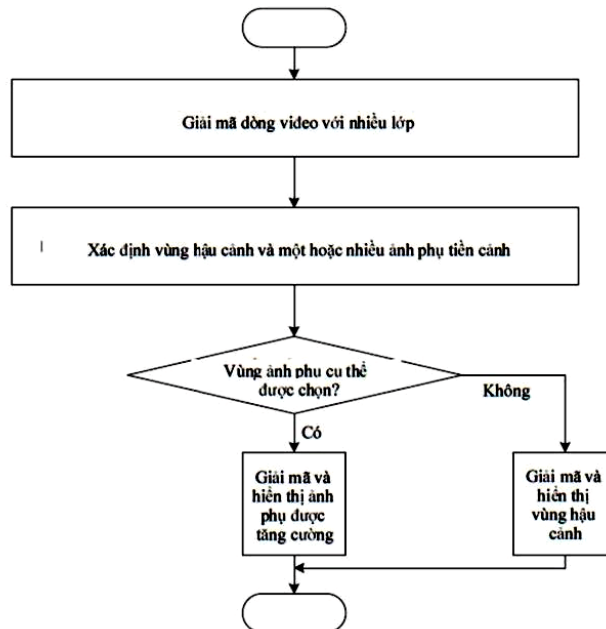 Giải mã dòng video với nhiều lớp
Xác định vùng hậu cảnh và một hoặc nhiều ảnh phụ tiền cảnh
Vùng ảnh phụ cu thể
được chọn?
Không
Có
Giải mã và
hiển thị ảnh
phụ được
tăng cường
Giải mã và
hiển thị
vùng hậu
cảnh